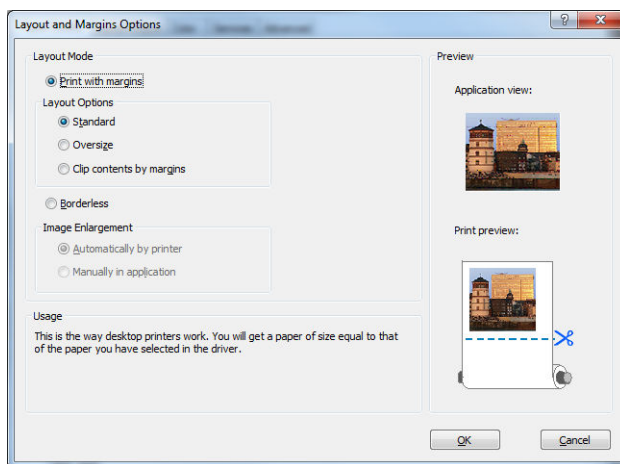 Layout and Margins Options
Layout Mode
Print with margins
Layout Options
Standard
Oversize
Clip contents by margins
Borderless
Image Enlargement
Automatically by printer
Manually in application
Usage
This is the way desktop printers work. You will get a paper of size equal to that
of the paper you have selected in the driver.
Preview
Application view:
Print preview:
OK
Cancel